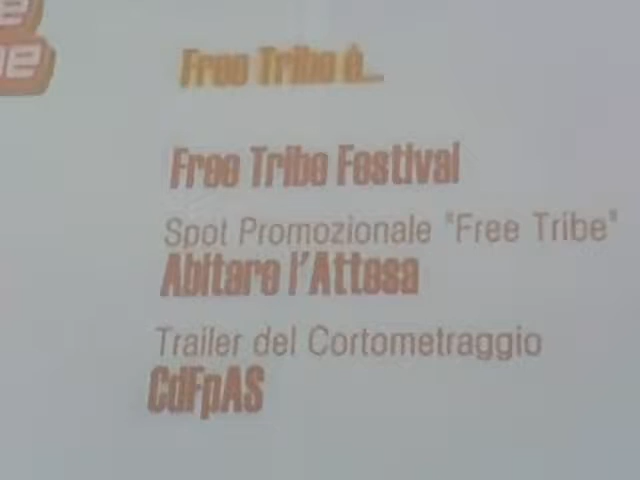 Free Tribe è...
Free Tribe Festival
Spot Promozionale "Free Tribe"
Abitare l'Attesa
Trailer del Cortometraggio
CdFpAS